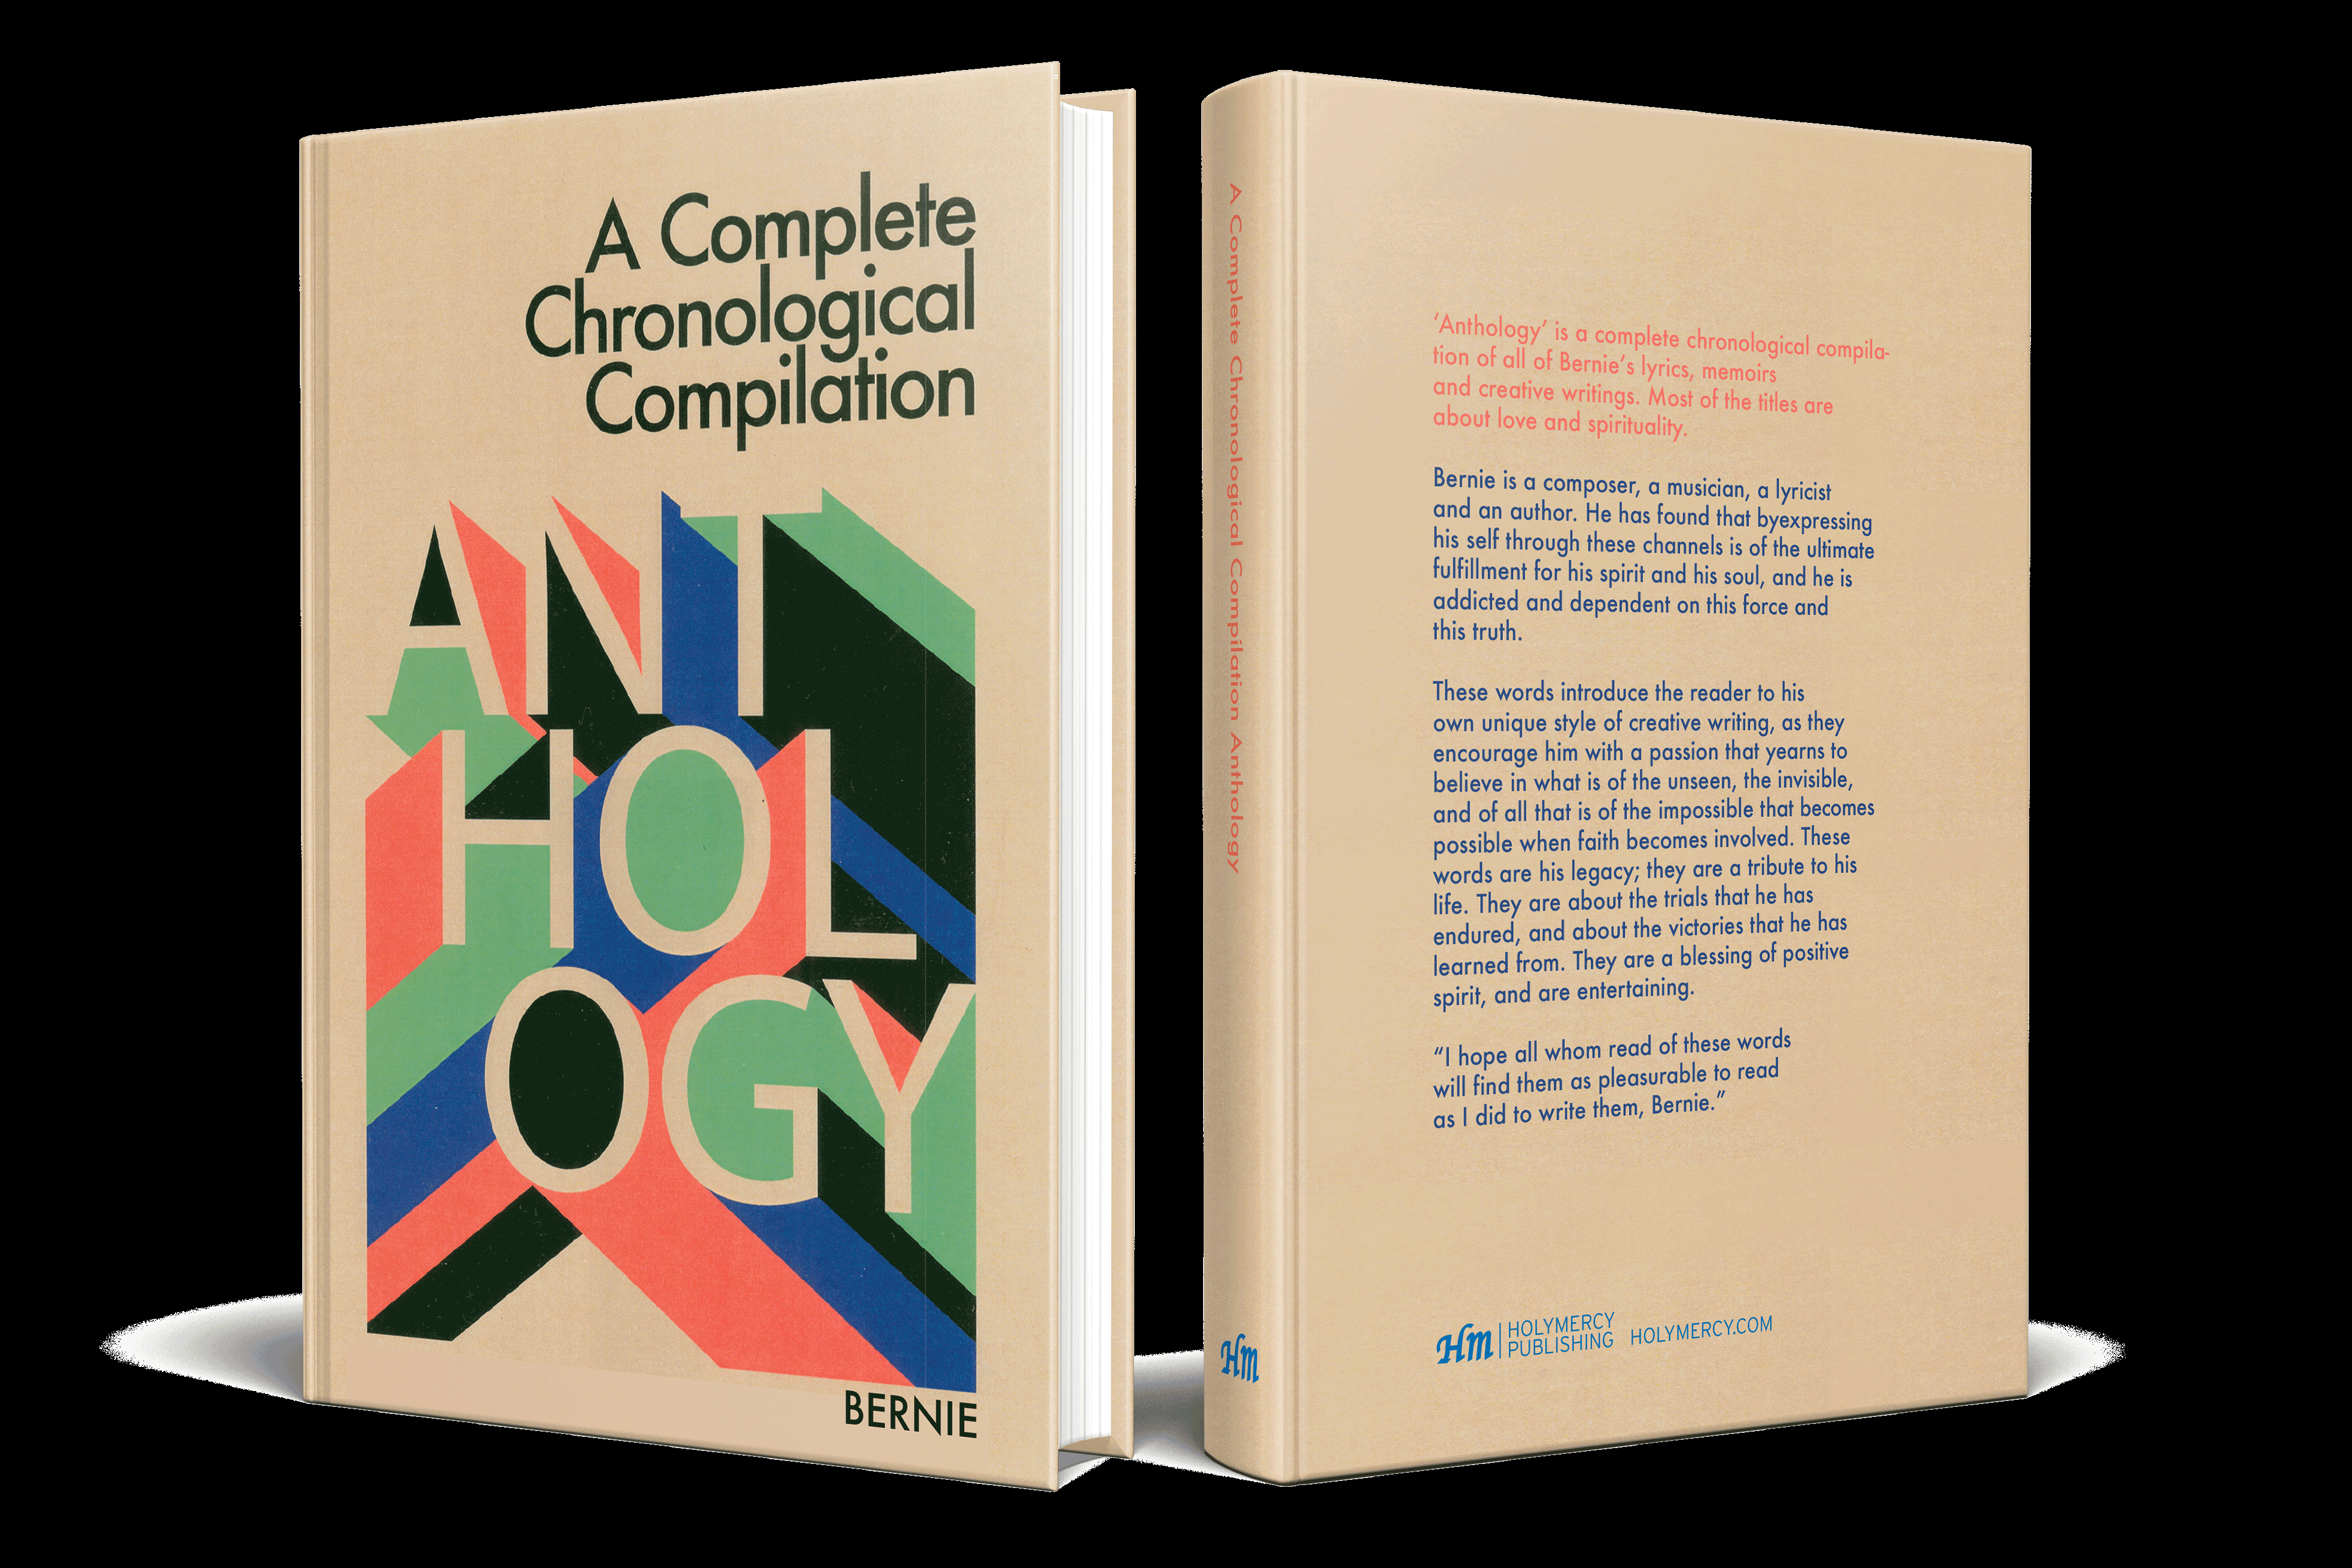 A Complete
Chronological
Compilation
ANT
HOL
OGY
BERNIE
A Complete Chronological Compilation Anthology
Hm
‘Anthology’ is a complete chronological compila-
tion of all of Bernie’s lyrics, memoirs
and creative writings. Most of the titles are
about love and spirituality.
Bernie is a composer, a musician, a lyricist
and an author. He has found that byexpressing
his self through these channels is of the ultimate
fulfillment for his spirit and his soul, and he is
addicted and dependent on this force and
this truth.
These words introduce the reader to his
own unique style of creative writing, as they
encourage him with a passion that yearns to
believe in what is of the unseen, the invisible,
and of all that is of the impossible that becomes
possible when faith becomes involved. These
words are his legacy; they are a tribute to his
life. They are about the trials that he has
endured, and about the victories that he has
learned from. They are a blessing of positive
spirit, and are entertaining.
“I hope all whom read of these words
will find them as pleasurable to read
as I did to write them, Bernie.”
Hm
HOLYMERCY
PUBLISHING
HOLYMERCY.COM